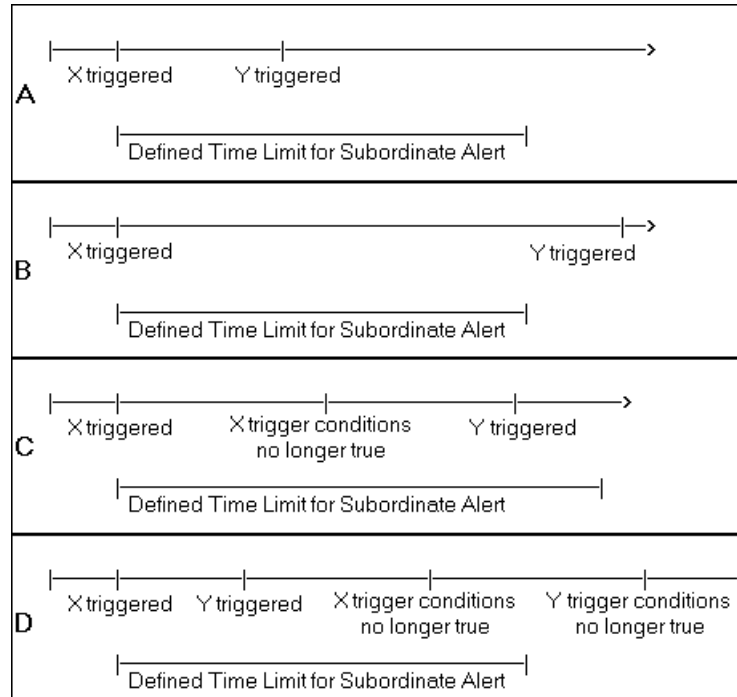 X triggered Y triggered
A
Defined Time Limit for Subordinate Alert
X triggered Y triggered
B
Defined Time Limit for Subordinate Alert
X triggered X trigger conditions Y triggered
no longer true
C
Defined Time Limit for Subordinate Alert
X triggered Y triggered X trigger conditions Y trigger conditions
no longer true no longer true
D
Defined Time Limit for Subordinate Alert